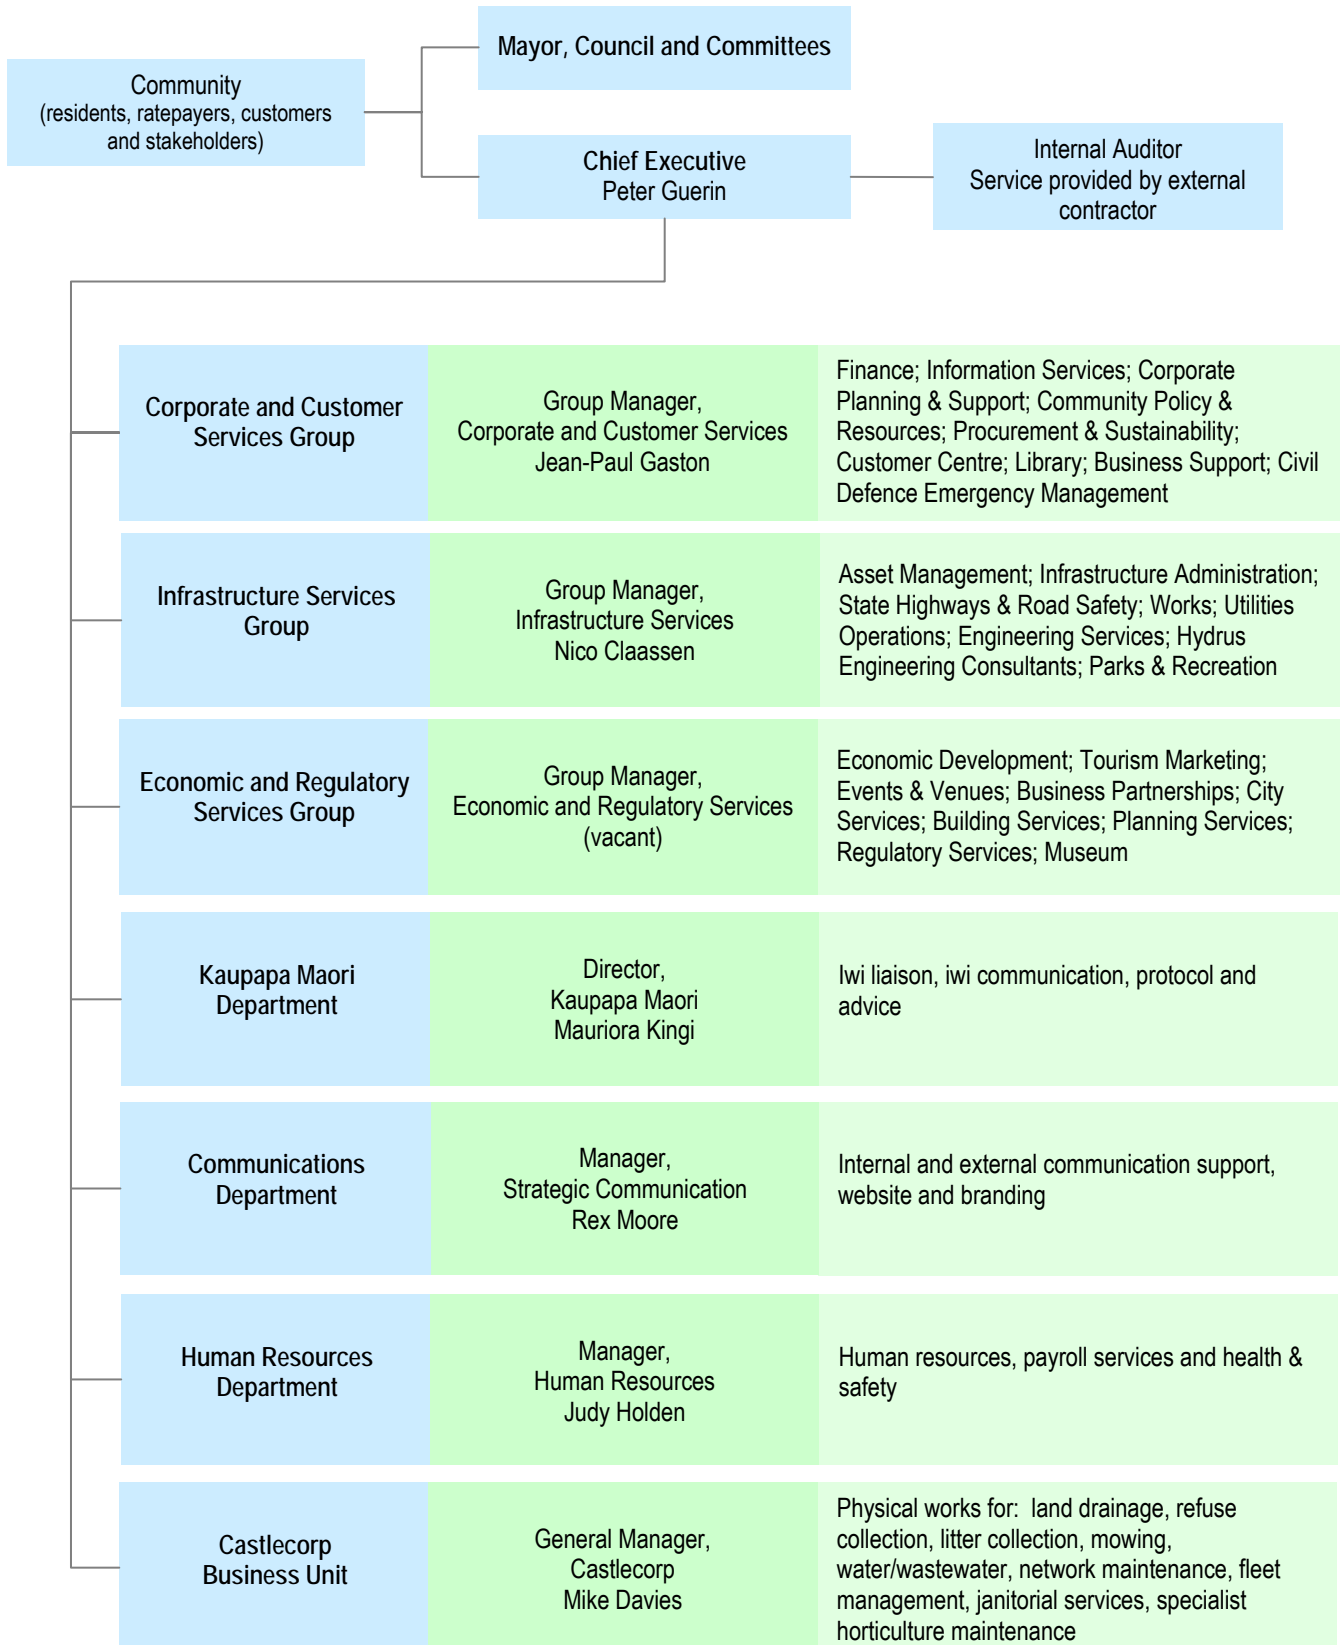 Mayor, Council and Committees
Community
(residents, ratepayers, customers
and stakeholders)
Chief Executive
Peter Guerin
Internal Auditor
Service provided by external
contractor
Corporate and Customer
Services Group
Group Manager,
Corporate and Customer Services
Jean-Paul Gaston
Finance; Information Services; Corporate
Planning & Support; Community Policy &
Resources; Procurement & Sustainability;
Customer Centre; Library; Business Support; Civil
Defence Emergency Management
Infrastructure Services
Group
Group Manager,
Infrastructure Services
Nico Claassen
Asset Management; Infrastructure Administration;
State Highways & Road Safety; Works; Utilities
Operations; Engineering Services; Hydrus
Engineering Consultants; Parks & Recreation
Economic and Regulatory
Services Group
Group Manager,
Economic and Regulatory Services
(vacant)
Economic Development; Tourism Marketing;
Events & Venues; Business Partnerships; City
Services; Building Services; Planning Services;
Regulatory Services; Museum
Kaupapa Maori
Department
Director,
Kaupapa Maori
Mauriora Kingi
Iwi liaison, iwi communication, protocol and
advice
Communications
Department
Manager,
Strategic Communication
Rex Moore
Internal and external communication support,
website and branding
Human Resources
Department
Manager,
Human Resources
Judy Holden
Human resources, payroll services and health &
safety
Castlecorp
Business Unit
General Manager,
Castlecorp
Mike Davies
Physical works for:  land drainage, refuse
collection, litter collection, mowing,
water/wastewater, network maintenance, fleet
management, janitorial services, specialist
horticulture maintenance